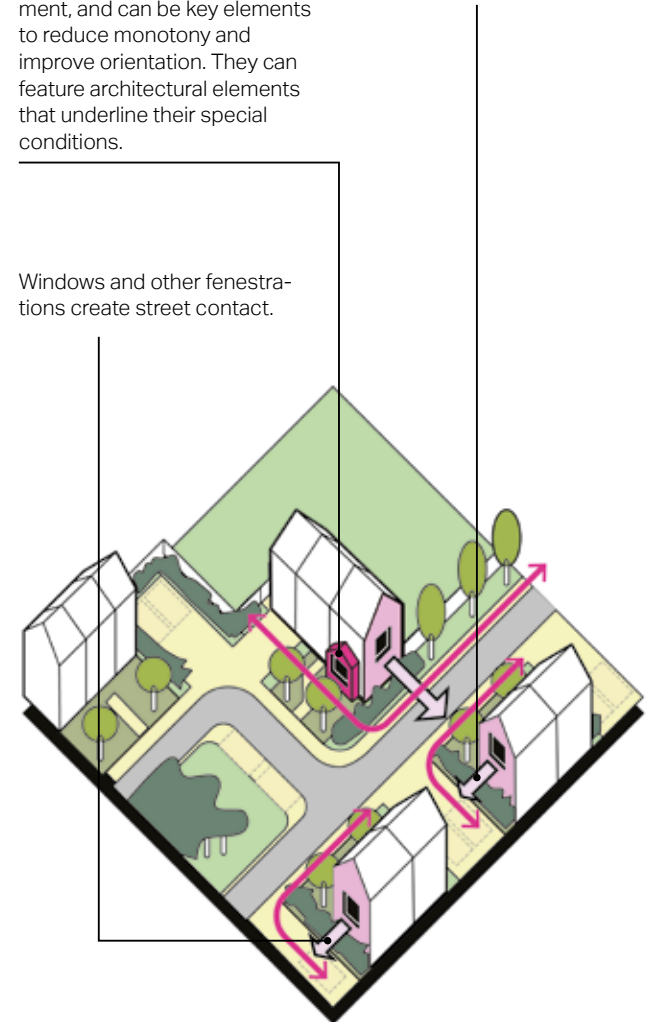 ment, and can be key elements
to reduce monotony and
improve orientation. They can
feature architectural elements
that underline their special
conditions.
Windows and other fenestra-
tions create street contact.